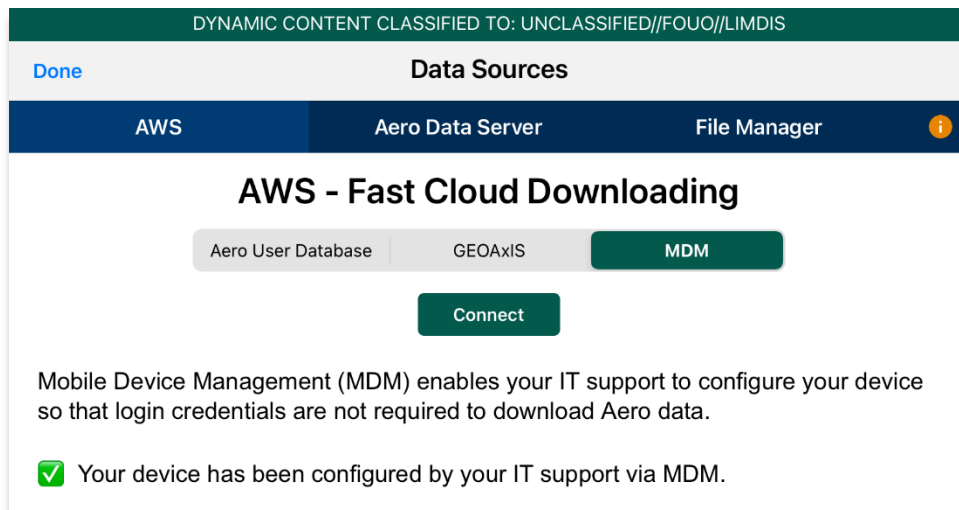 DYNAMIC CONTENT CLASSIFIED TO: UNCLASSIFIED//FOUO//LIMDIS
Done Data Sources
AWS Aero Data Server File Manager i
AWS - Fast Cloud Downloading
Aero User Database GEOAxIS MDM
Connect
Mobile Device Management (MDM) enables your IT support to configure your device
so that login credentials are not required to download Aero data.
✅ Your device has been configured by your IT support via MDM.